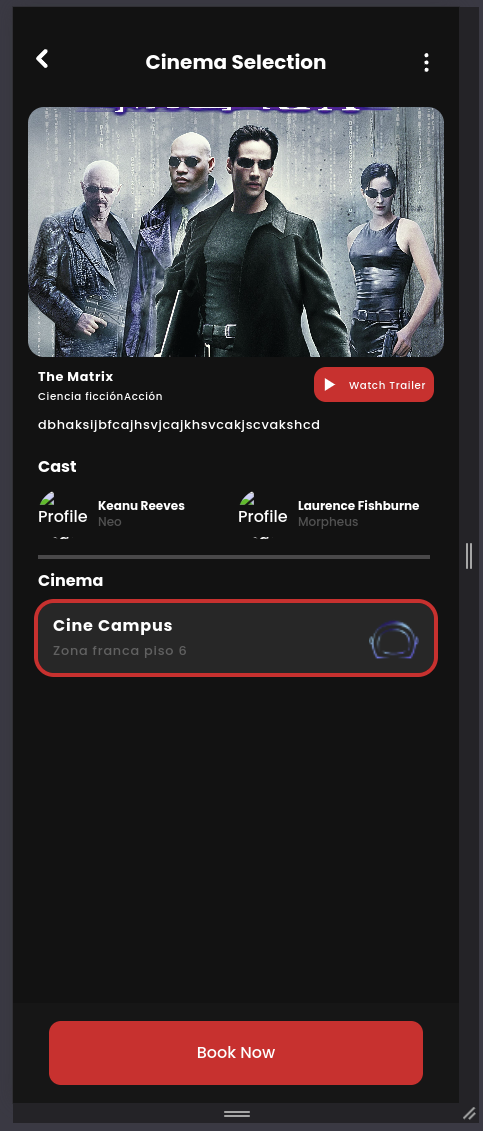 Cinema Selection
The Matrix
Watch Trailer
Ciencia ficciónAcción
dbhaksljbfcajhsvjcajkhsvcakjscvakshcd
Cast
Profile
Keanu Reeves
Neo
Profile
Laurence Fishburne
Morpheus
Cinema
Cine Campus
Zona franca piso 6
Book Now